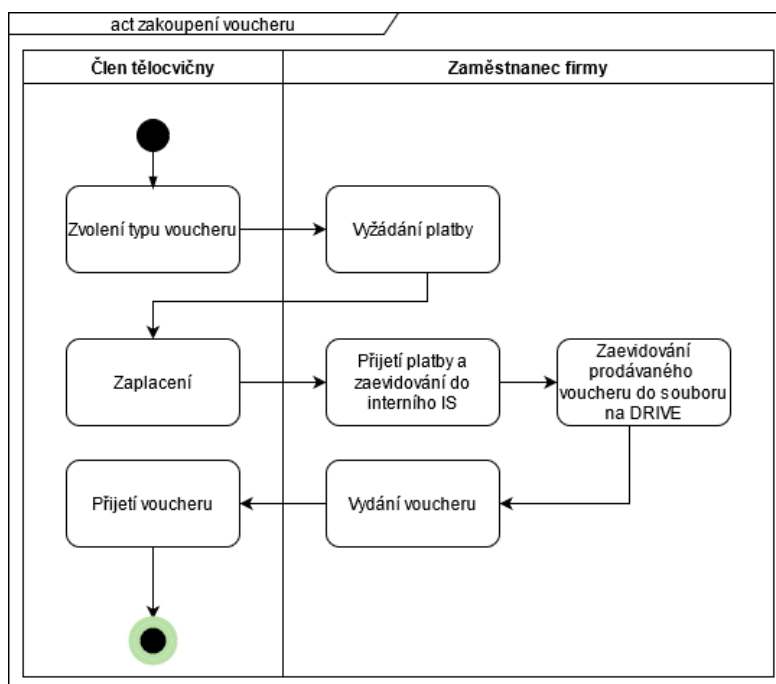 act zakoupení voucheru
Člen tělocvičny
Zaměstnanec firmy
Zvolení typu voucheru
Vyžádání platby
Zaplacení
Přijetí platby a
zaevidování do
interního IS
Zaevidování
prodávaného
voucheru do souboru
na DRIVE
Přijetí voucheru
Vydání voucheru